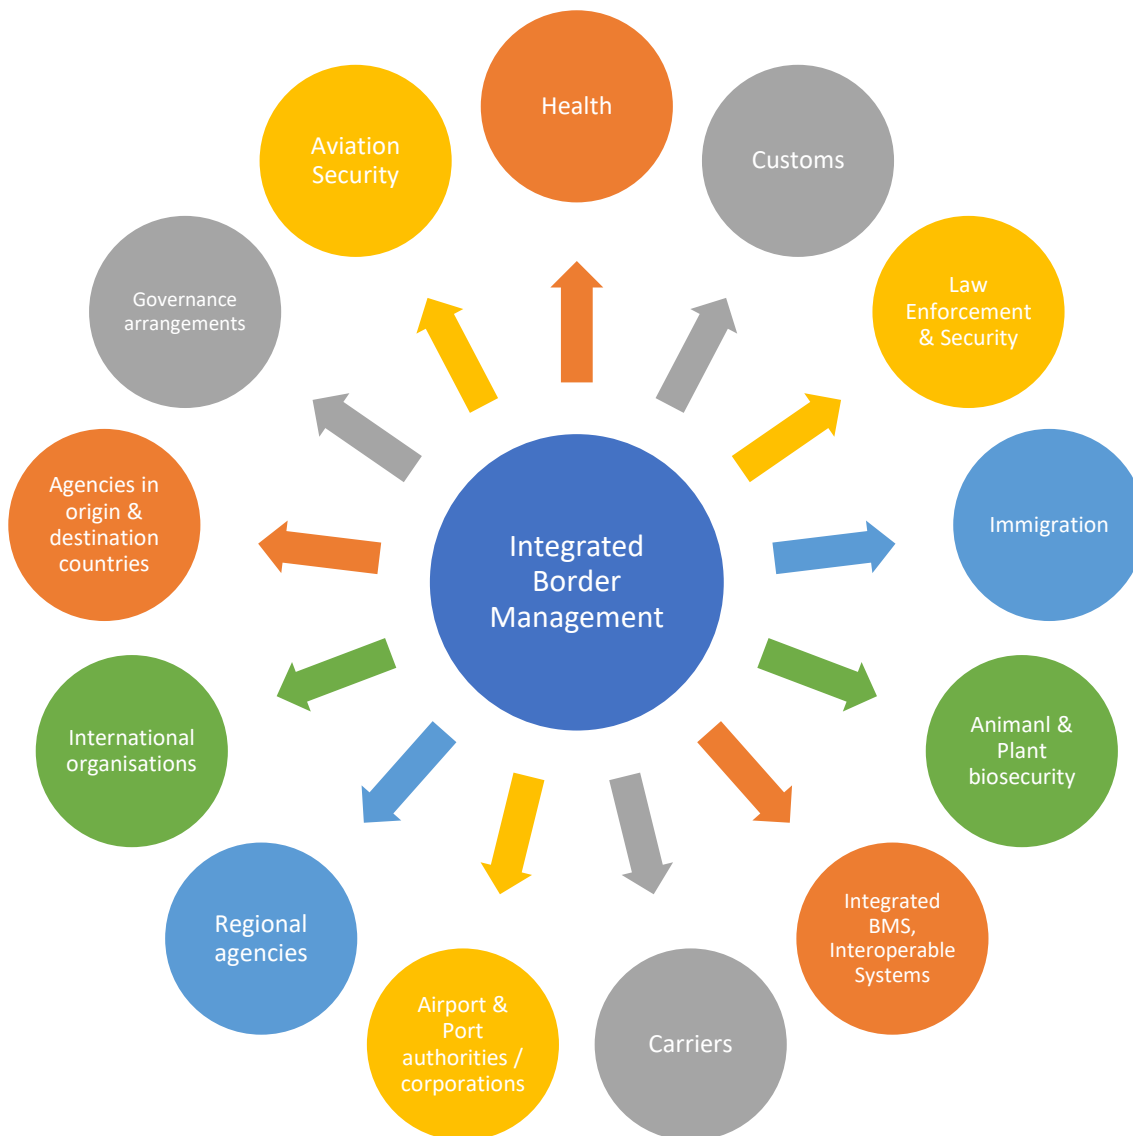 Health
Customs
Law
Enforcement
& Security
Immigration
Animanl &
Plant
biosecurity
Integrated
BMS,
Interoperable
Systems
Carriers
Airport &
Port
authorities /
corporations
Regional
agencies
International
organisations
Agencies in
origin &
destination
countries
Governance
arrangements
Aviation
Security
Integrated
Border
Management